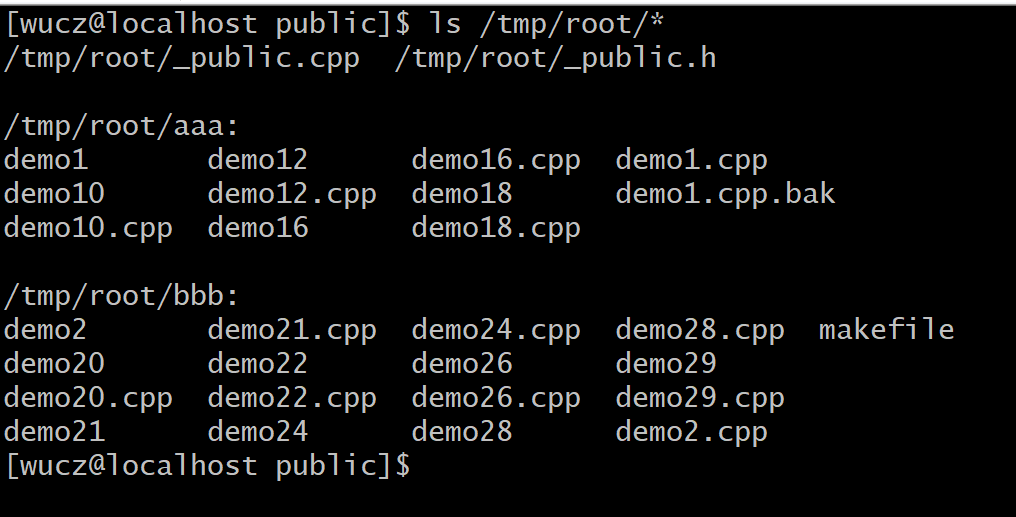 [wucz@localhost public]$ ls /tmp/root/*
/tmp/root/_public.cpp  /tmp/root/_public.h

/tmp/root/aaa:
demo1       demo12      demo16.cpp  demo1.cpp
demo10      demo12.cpp  demo18      demo1.cpp.bak
demo10.cpp  demo16      demo18.cpp

/tmp/root/bbb:
demo2       demo21.cpp  demo24.cpp  demo28.cpp  makefile
demo20      demo22      demo26      demo29
demo20.cpp  demo22.cpp  demo26.cpp  demo29.cpp
demo21      demo24      demo28      demo2.cpp
[wucz@localhost public]$